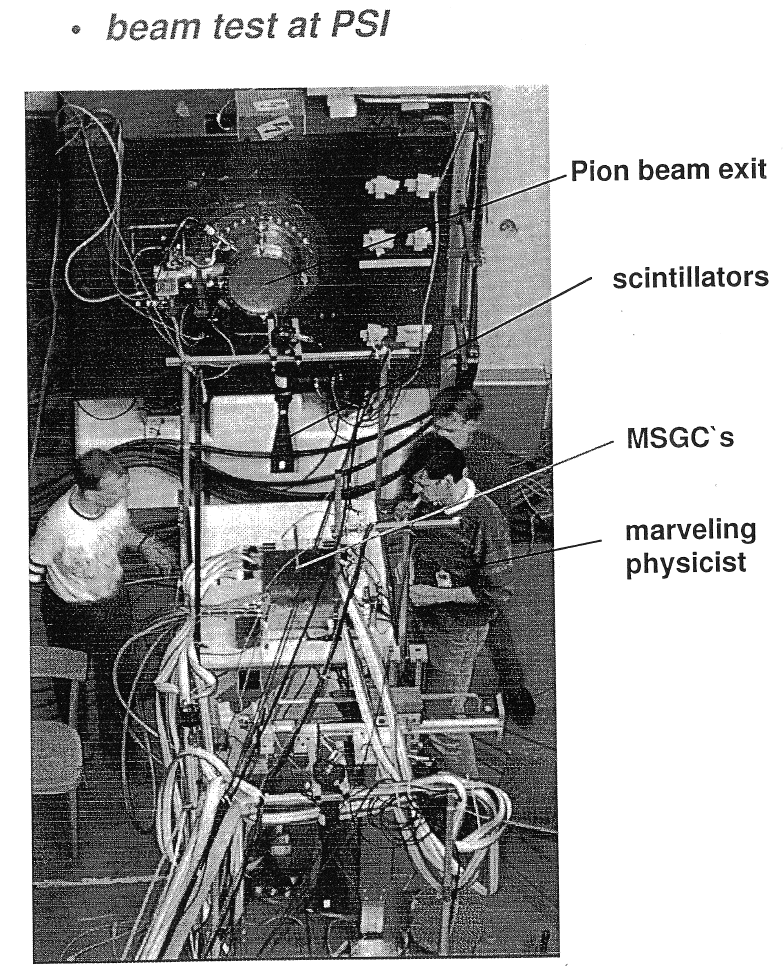 • beam test at PSI
Pion beam exit
scintillators
MSGC`s
marveling
physicist